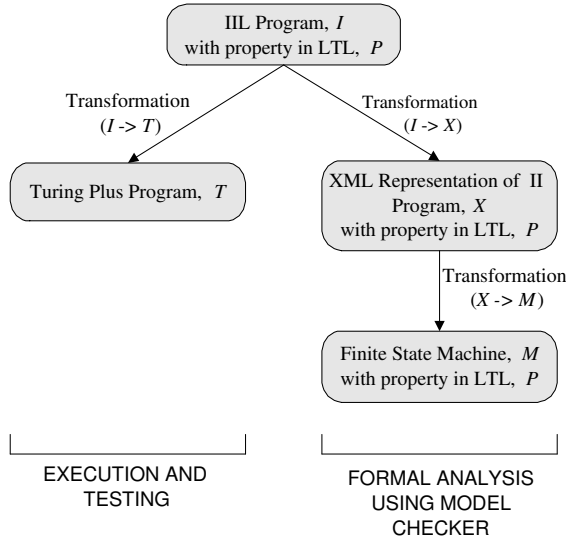 IIL Program, I
with property in LTL, P
Transformation
(I -> T)
Transformation
(I -> X)
Turing Plus Program, T
XML Representation of II
Program, X
with property in LTL, P
Transformation
(X -> M)
Finite State Machine, M
with property in LTL, P
EXECUTION AND
TESTING
FORMAL ANALYSIS
USING MODEL
CHECKER